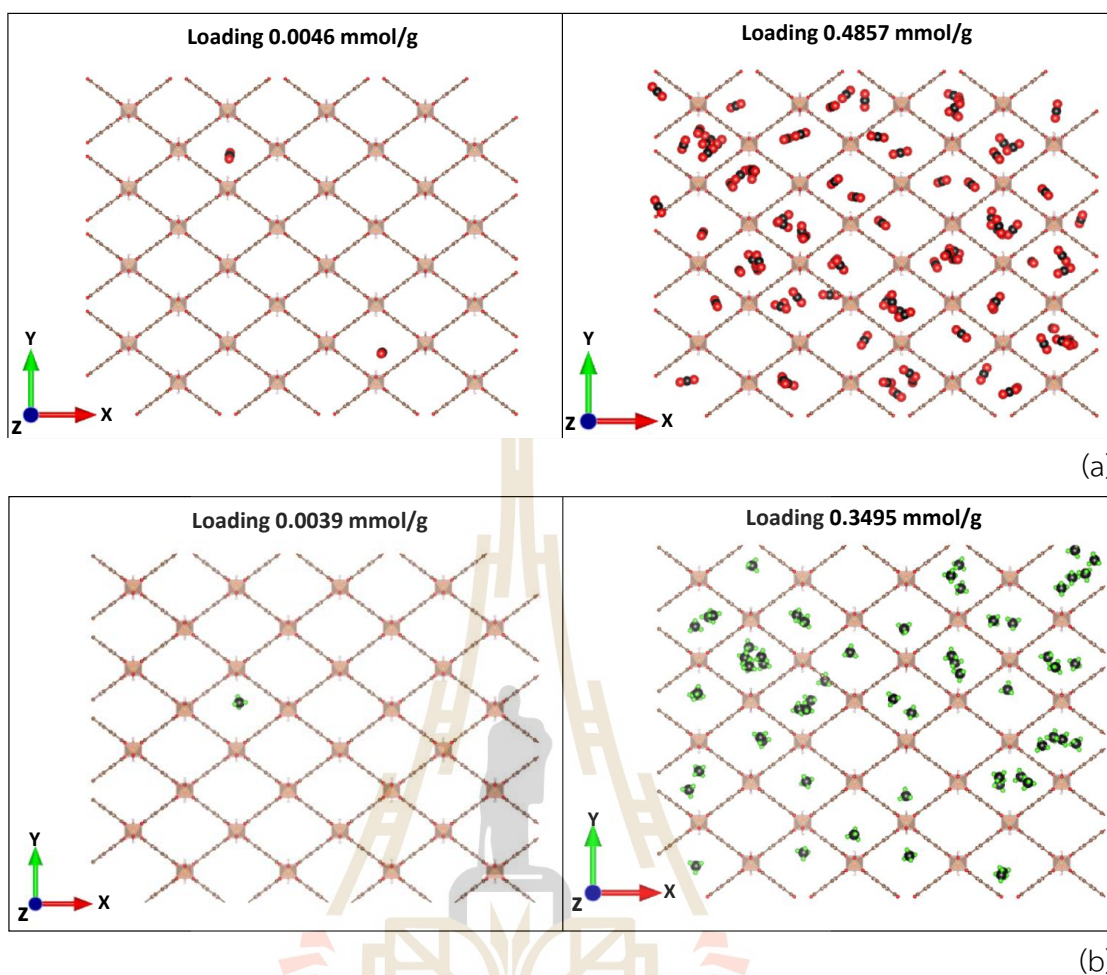 Loading 0.0046 mmol/g
Loading 0.4857 mmol/g
Y
Z
X
Y
Z
X
(a)
Loading 0.0039 mmol/g
Loading 0.3495 mmol/g
Y
Z
X
Y
Z
X
(b)